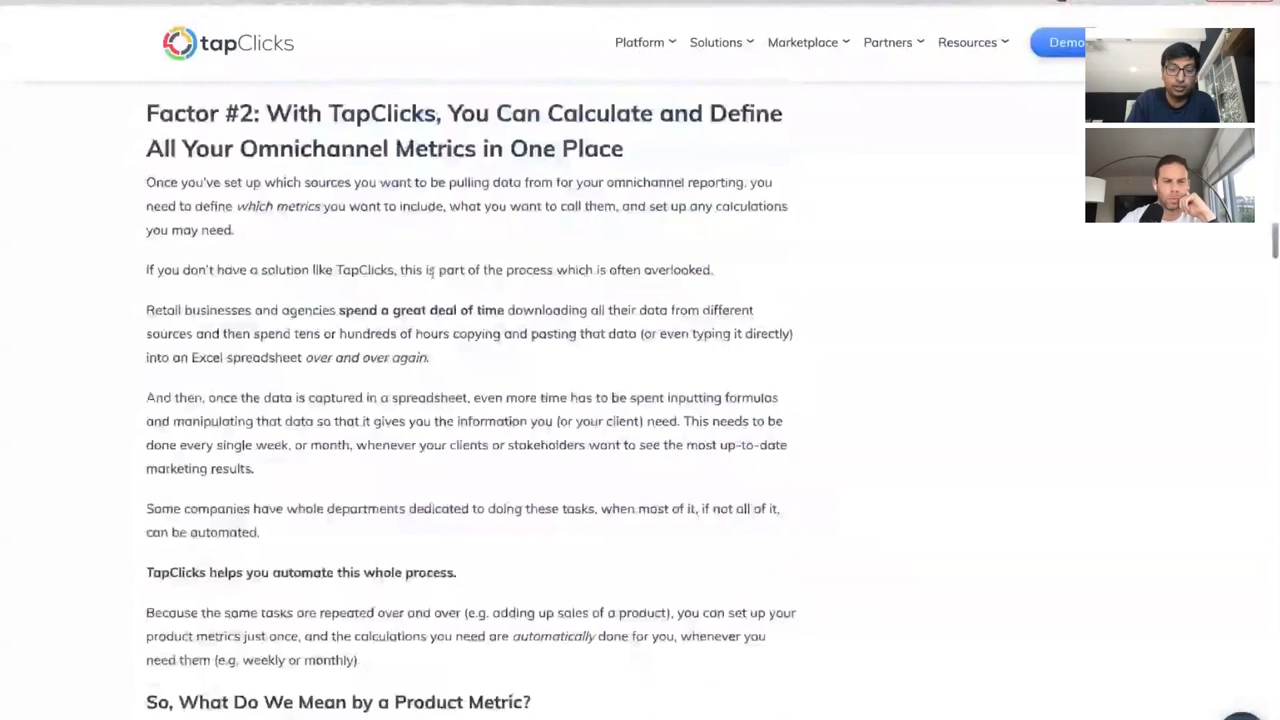 tapClicks
Platform Solutions Marketplace Partners Resources Demo
Factor #2: With TapClicks, You Can Calculate and Define
All Your Omnichannel Metrics in One Place
Once you've set up which sources you want to be pulling data from for your omnichannel reporting, you
need to define which metrics you want to include, what you want to call them, and set up any calculations
you may need.
If you don't have a solution like TapClicks, this is part of the process which is often overlooked.
Retail businesses and agencies spend a great deal of time downloading all their data from different
sources and then spend tens or hundreds of hours copying and pasting that data (or even typing it directly)
into an Excel spreadsheet over and over again.
And then, once the data is captured in a spreadsheet, even more time has to be spent inputting formulas
and manipulating that data so that it gives you the information you (or your client) need. This needs to be
done every single week, or month, whenever your clients or stakeholders want to see the most up-to-date
marketing results.
Some companies have whole departments dedicated to doing these tasks, when most of it, if not all of it,
can be automated.
TapClicks helps you automate this whole process.
Because the same tasks are repeated over and over (e.g. adding up sales of a product), you can set up your
product metrics just once, and the calculations you need are automatically done for you, whenever you
need them (e.g. weekly or monthly).
So, What Do We Mean by a Product Metric?